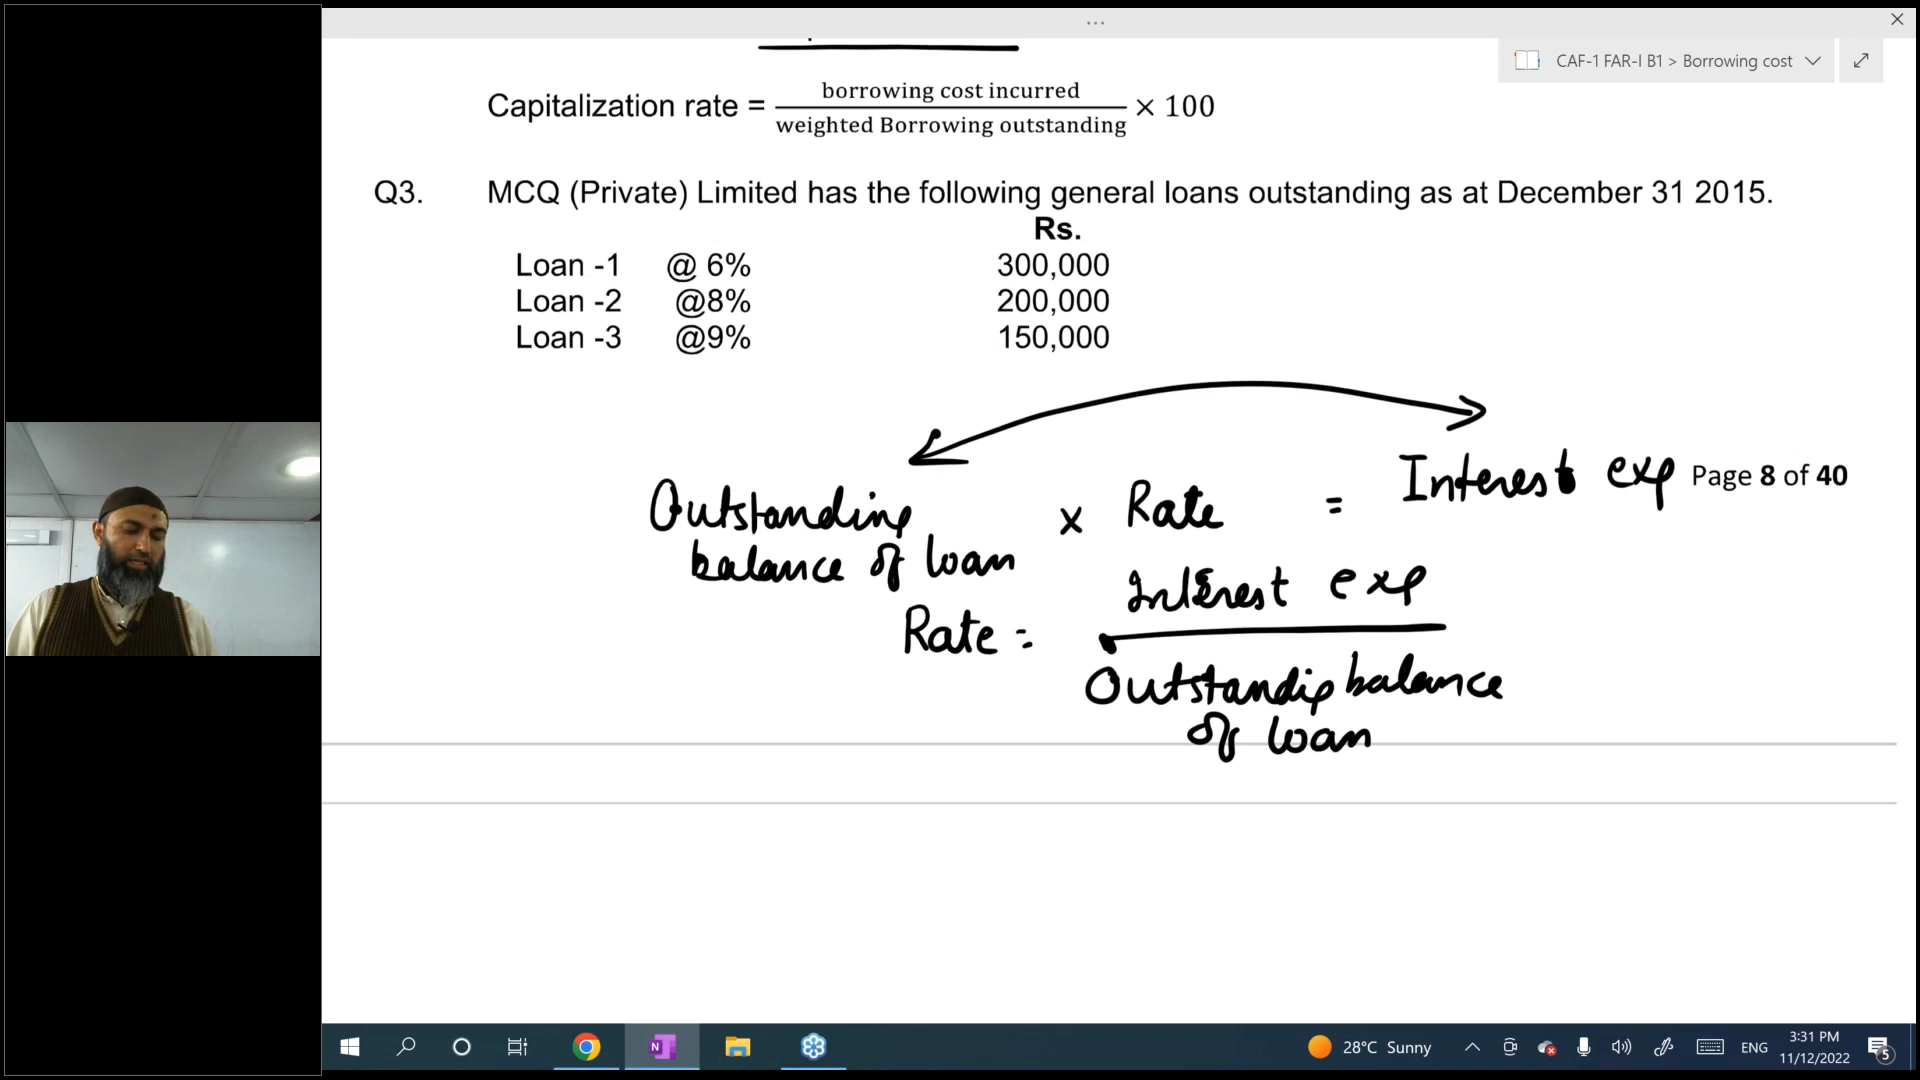 CAF-1 FAR-I B1 > Borrowing cost
Capitalization rate = borrowing cost incurred / weighted Borrowing outstanding × 100
Q3. MCQ (Private) Limited has the following general loans outstanding as at December 31 2015.
Rs.
Loan -1 @ 6% 300,000
Loan -2 @8% 200,000
Loan -3 @9% 150,000
Outstanding balance of loan × Rate = Interest exp
Page 8 of 40
Rate = Interest exp / Outstanding balance of loan
28°C Sunny
ENG
3:31 PM
11/12/2022
5